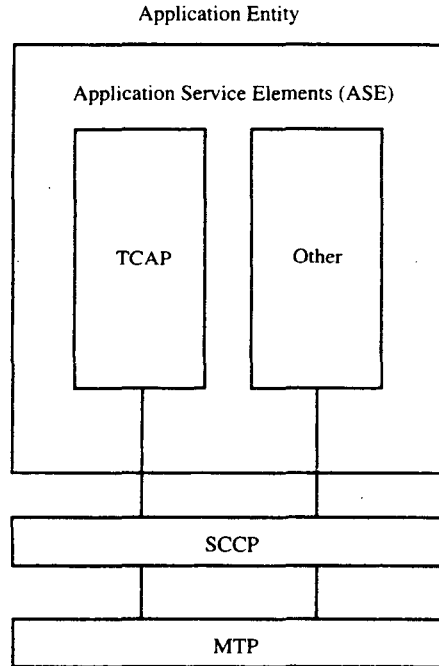 Application Entity
Application Service Elements (ASE)
TCAP
Other
SCCP
MTP